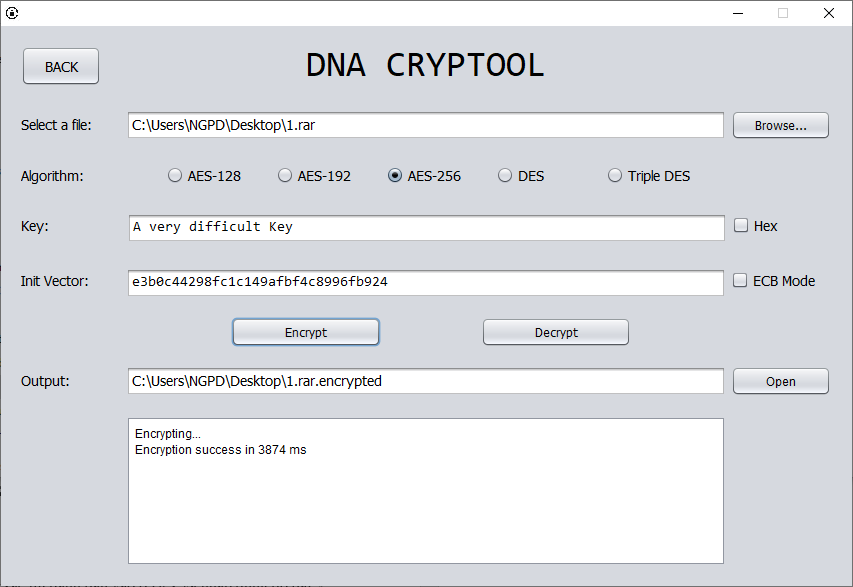 DNA CRYPTOOL
BACK
Select a file: C:\Users\NGPD\Desktop\1.rar Browse...
Algorithm: AES-128 AES-192 AES-256 DES Triple DES
Key: A very difficult Key Hex
Init Vector: e3b0c44298fc1c149afbf4c8996fb924 ECB Mode
Encrypt Decrypt
Output: C:\Users\NGPD\Desktop\1.rar.encrypted Open
Encrypting...
Encryption success in 3874 ms